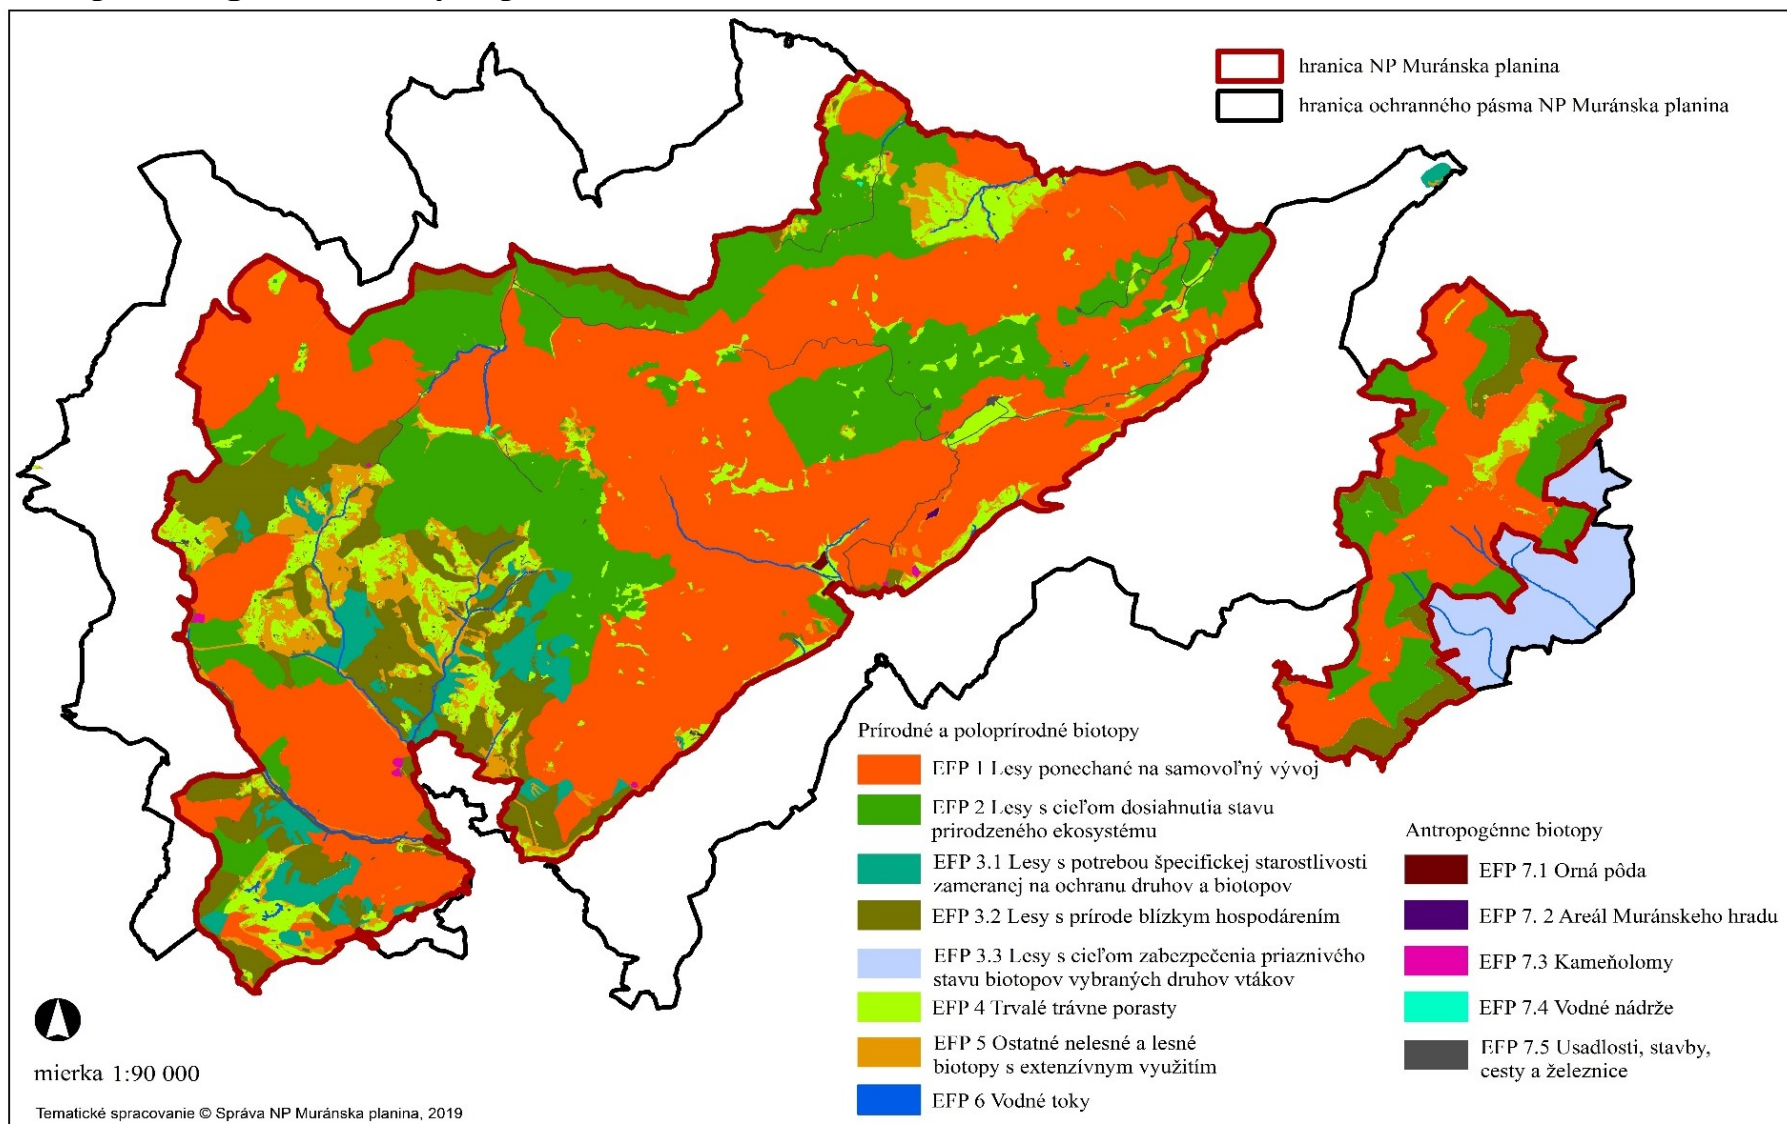 hranica NP Muránska planina
hranica ochranného pásma NP Muránska planina
Prírodné a poloprírodné biotopy
EFP 1 Lesy ponechané na samovoľný vývoj
EFP 2 Lesy s cieľom dosiahnutia stavu
prirodzeného ekosystému
EFP 3.1 Lesy s potrebou špecifickej starostlivosti
zameranej na ochranu druhov a biotopov
EFP 3.2 Lesy s prírode blízkym hospodárením
EFP 3.3 Lesy s cieľom zabezpečenia priaznivého
stavu biotopov vybraných druhov vtákov
EFP 4 Trvalé trávne porasty
EFP 5 Ostatné nelesné a lesné
biotopy s extenzívnym využitím
EFP 6 Vodné toky
Antropogénne biotopy
EFP 7.1 Orná pôda
EFP 7. 2 Areál Muránskeho hradu
EFP 7.3 Kameňolomy
EFP 7.4 Vodné nádrže
EFP 7.5 Usadlosti, stavby,
cesty a železnice
mierka 1:90 000
Tematické spracovanie © Správa NP Muránska planina, 2019